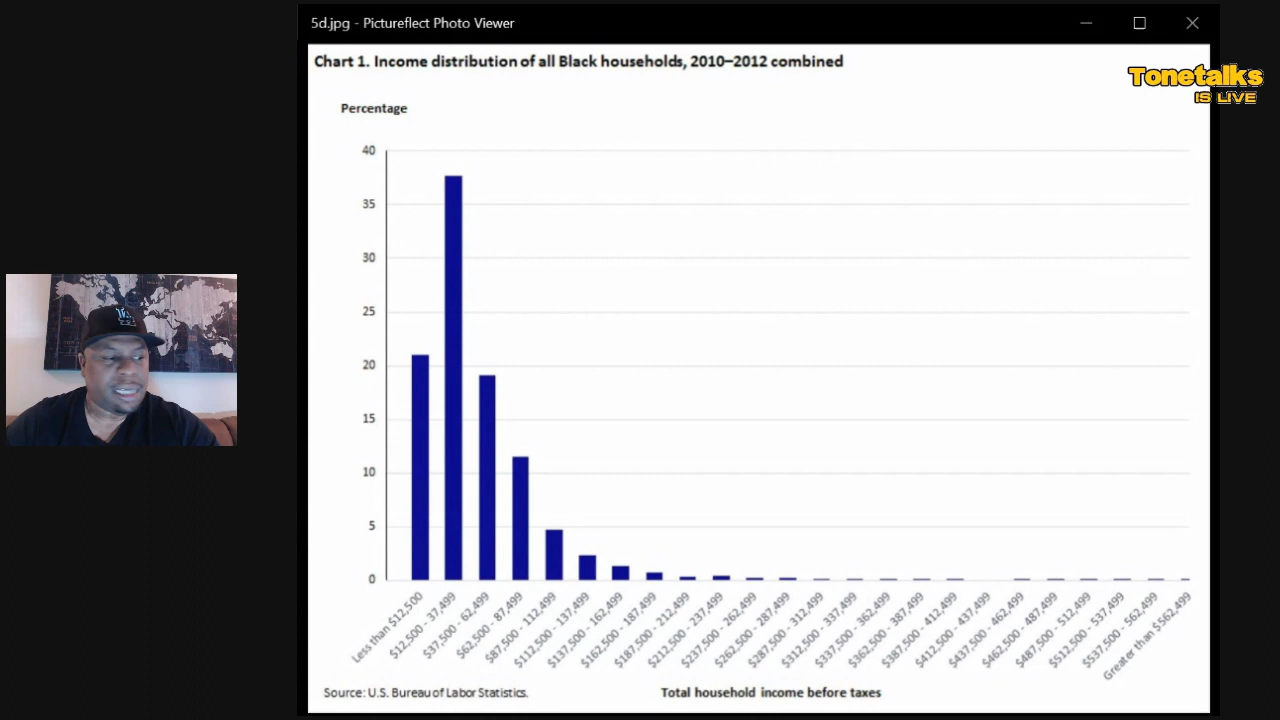 5d.jpg - Pictureflect Photo Viewer
Tonetalks
IS LIVE
Chart 1. Income distribution of all Black households, 2010–2012 combined
Percentage
40
35
30
25
20
15
10
5
0
Less than $12,500
$12,500 - 37,499
$37,500 - 62,499
$62,500 - 87,499
$87,500 - 112,499
$112,500 - 137,499
$137,500 - 162,499
$162,500 - 187,499
$187,500 - 212,499
$212,500 - 237,499
$237,500 - 262,499
$262,500 - 287,499
$287,500 - 312,499
$312,500 - 337,499
$337,500 - 362,499
$362,500 - 387,499
$387,500 - 412,499
$412,500 - 437,499
$437,500 - 462,499
$462,500 - 487,499
$487,500 - 512,499
$512,500 - 537,499
$537,500 - 562,499
Greater than $562,499
Source: U.S. Bureau of Labor Statistics.
Total household income before taxes